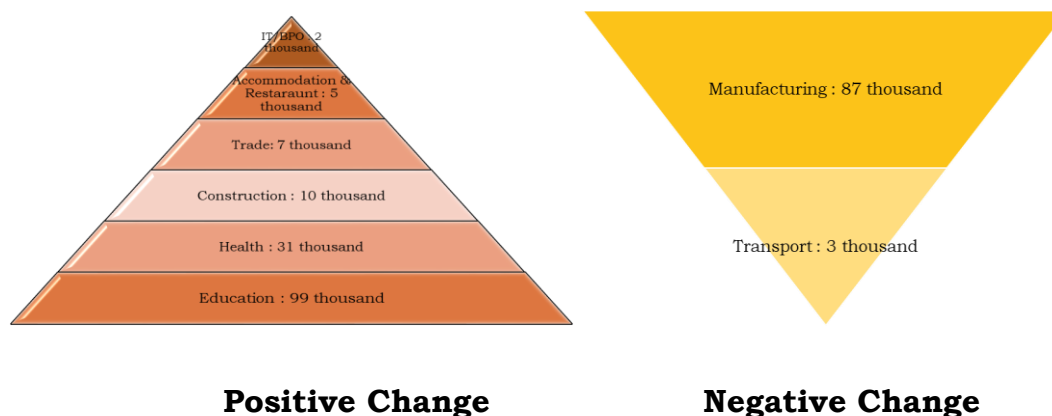 IT/BPO : 2
thousand
Accommodation &
Restaraunt : 5
thousand
Trade: 7 thousand
Construction : 10 thousand
Health : 31 thousand
Education : 99 thousand
Manufacturing : 87 thousand
Transport : 3 thousand
Positive Change
Negative Change